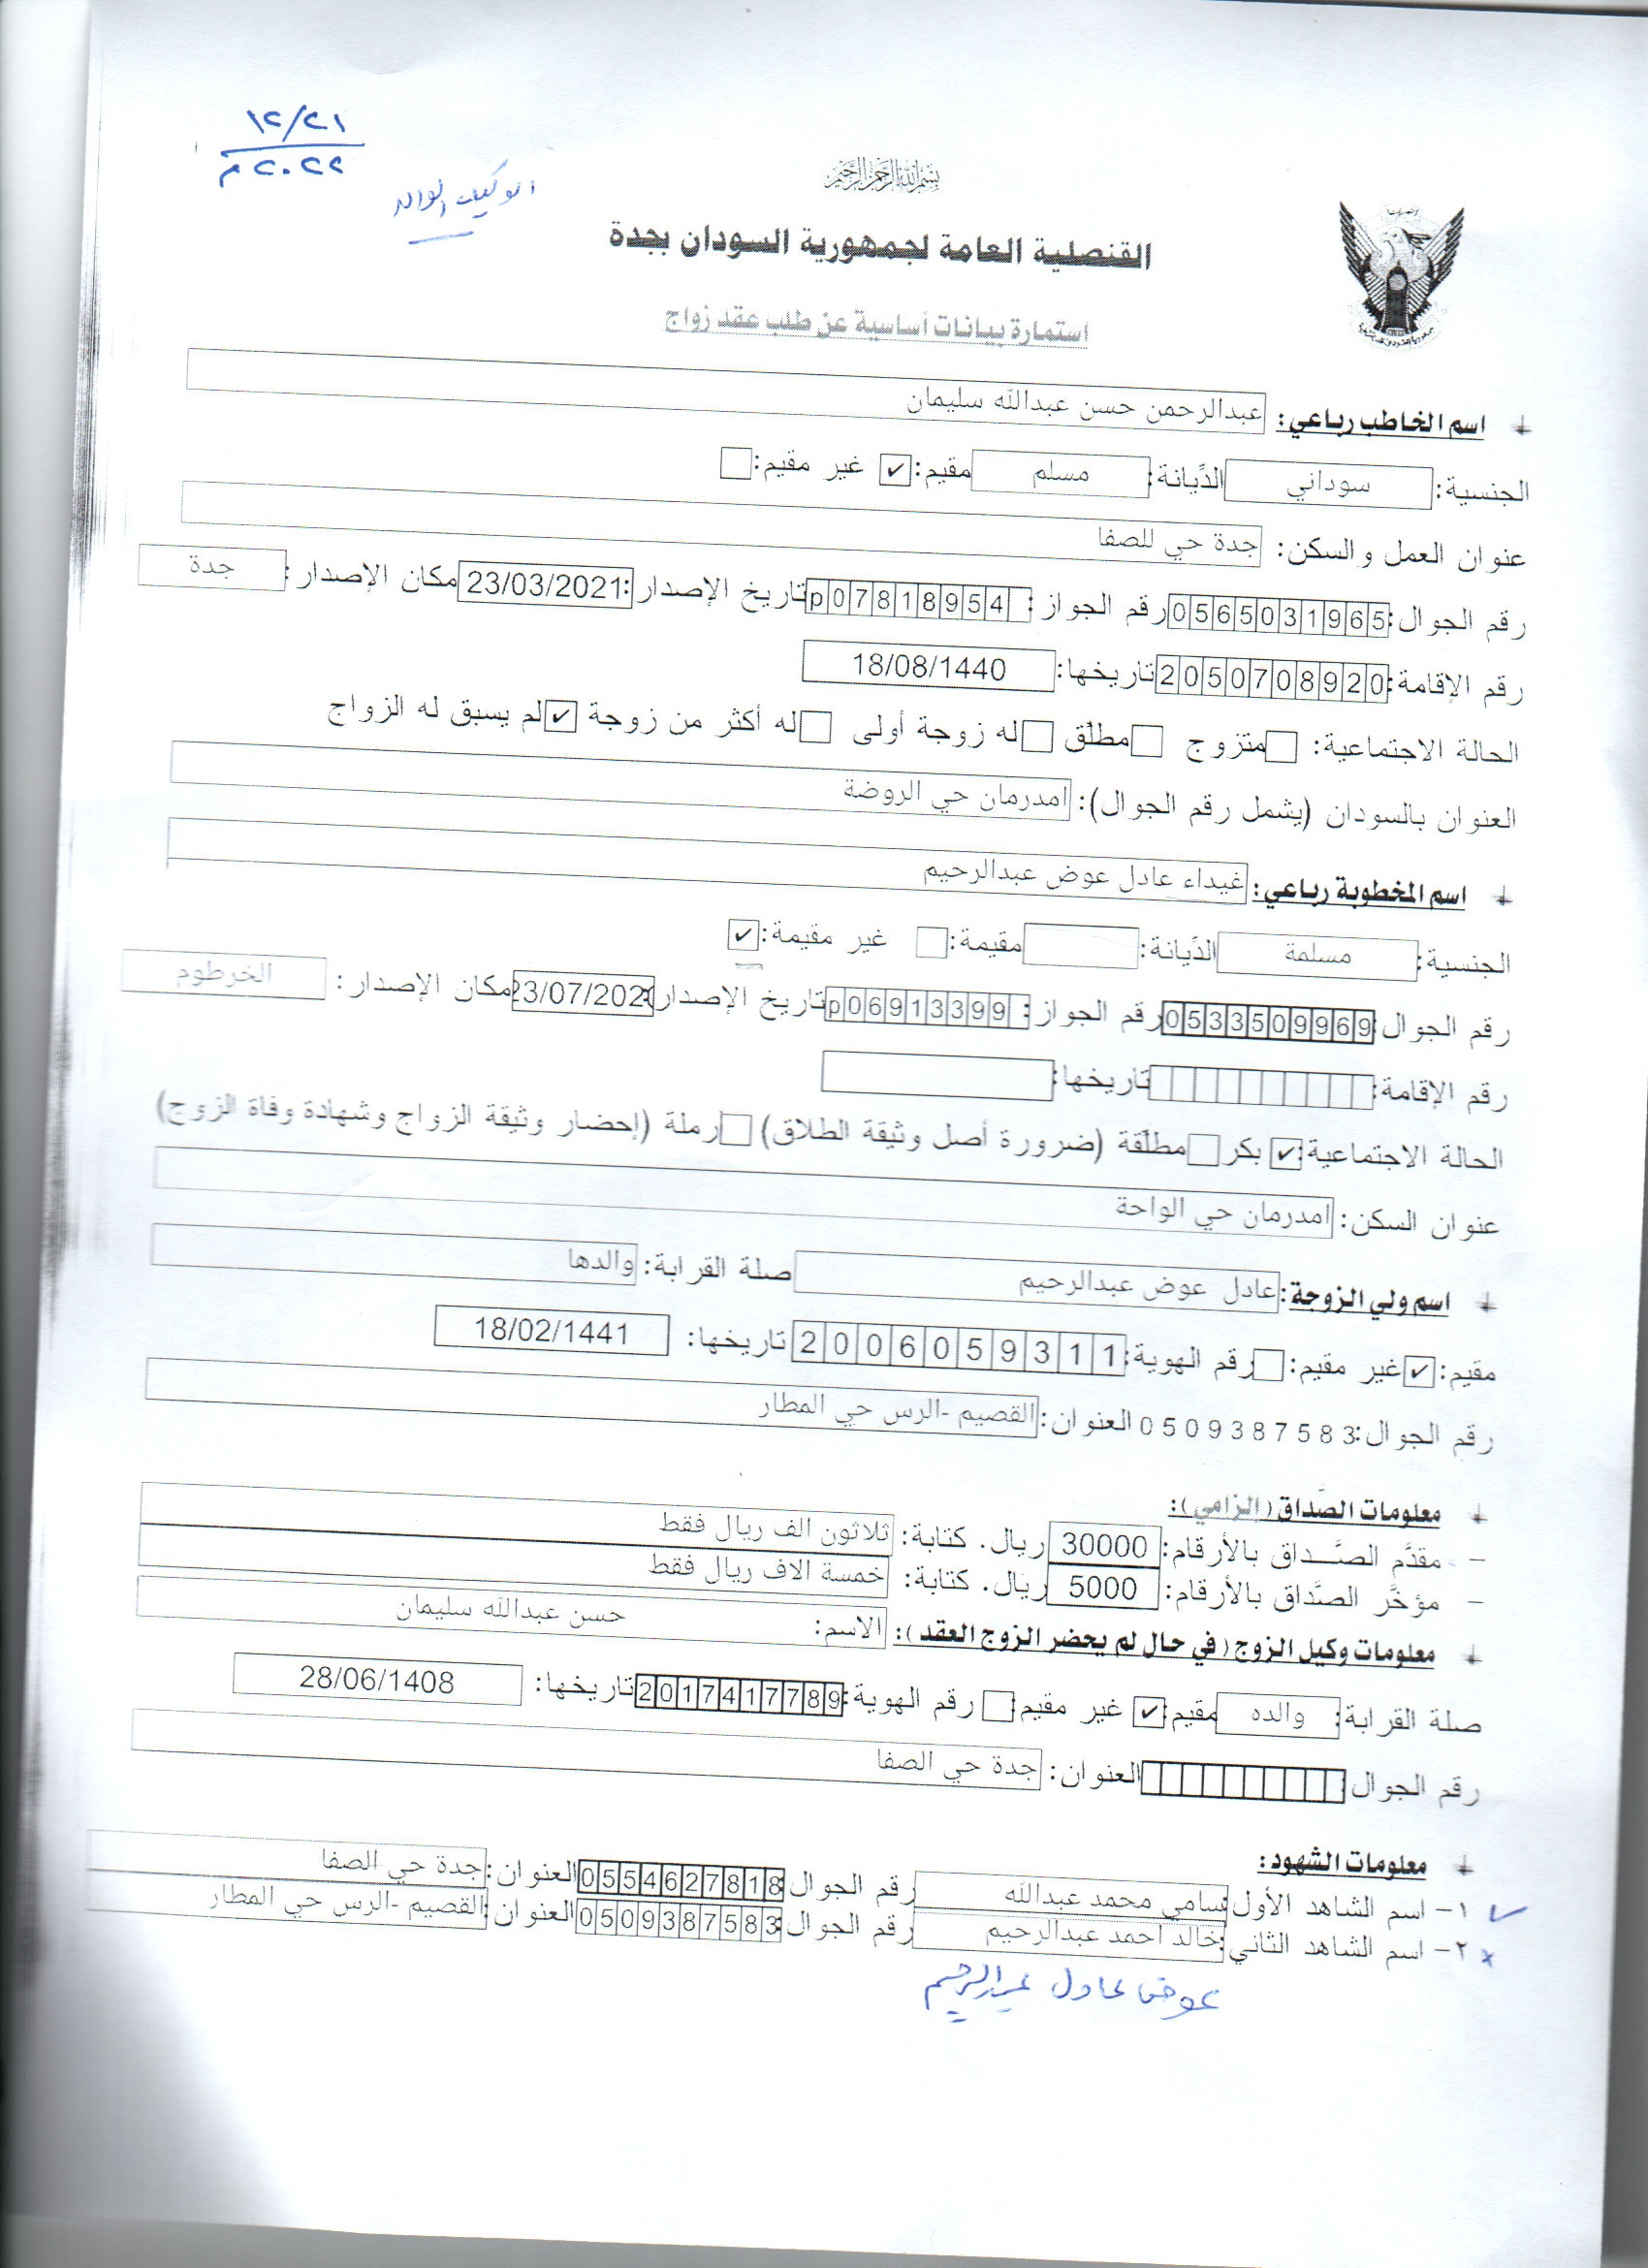 ١٢/٢١
٢٠٢٢ م
الوكيل الوالد
بسم الله الرحمن الرحيم
القنصلية العامة لجمهورية السودان بجدة
استمارة بيانات أساسية عن طلب عقد زواج
اسم الخاطب رباعي: عبدالرحمن حسن عبدالله سليمان
الجنسية: سوداني الدِّيانة: مسلم مقيم: ✔ غير مقيم:
عنوان العمل والسكن: جدة حي للصفا
رقم الجوال: 0565031965 رقم الجواز: p07818954 تاريخ الإصدار: 23/03/2021 مكان الإصدار: جدة
رقم الإقامة: 2050708920 تاريخها: 18/08/1440
الحالة الاجتماعية: متزوج مطلّق له زوجة أولى له أكثر من زوجة ✔ لم يسبق له الزواج
العنوان بالسودان (يشمل رقم الجوال): امدرمان حي الروضة
اسم المخطوبة رباعي: غيداء عادل عوض عبدالرحيم
الجنسية: مسلمة الدِّيانة: مقيمة: غير مقيمة: ✔
رقم الجوال: 0533509969 رقم الجواز: p06913399 تاريخ الإصدار: 23/07/202 مكان الإصدار: الخرطوم
رقم الإقامة: تاريخها:
الحالة الاجتماعية: ✔ بكر مطلّقة (ضرورة أصل وثيقة الطلاق) رملة (إحضار وثيقة الزواج وشهادة وفاة الزوج)
عنوان السكن: امدرمان حي الواحة
اسم ولي الزوجة: عادل عوض عبدالرحيم صلة القرابة: والدها
مقيم: ✔ غير مقيم: رقم الهوية: 2006059311 تاريخها: 18/02/1441
رقم الجوال: 0509387583 العنوان: القصيم -الرس حي المطار
معلومات الصَّداق (إلزامي):
– مقدَّم الصَّـداق بالأرقام: 30000 ريال. كتابة: ثلاثون الف ريال فقط
– مؤخَّر الصَّداق بالأرقام: 5000 ريال. كتابة: خمسة الاف ريال فقط
معلومات وكيل الزوج (في حال لم يحضر الزوج العقد): الاسم: حسن عبدالله سليمان
صلة القرابة: والده مقيم: ✔ غير مقيم: رقم الهوية: 2017417789 تاريخها: 28/06/1408
رقم الجوال: العنوان: جدة حي الصفا
معلومات الشهود:
١– اسم الشاهد الأول: سامي محمد عبدالله رقم الجوال: 0554627818 العنوان: جدة حي الصفا
٢– اسم الشاهد الثاني: خالد احمد عبدالرحيم رقم الجوال: 0509387583 العنوان: القصيم -الرس حي المطار
عوض عادل عبدالرحيم